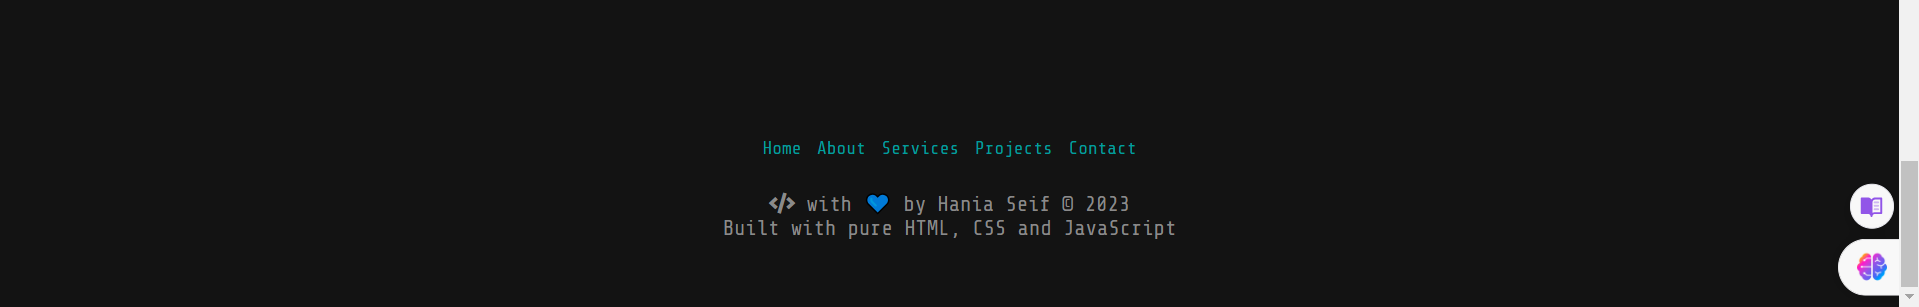 Home About Services Projects Contact
</> with 💙 by Hania Seif © 2023
Built with pure HTML, CSS and JavaScript